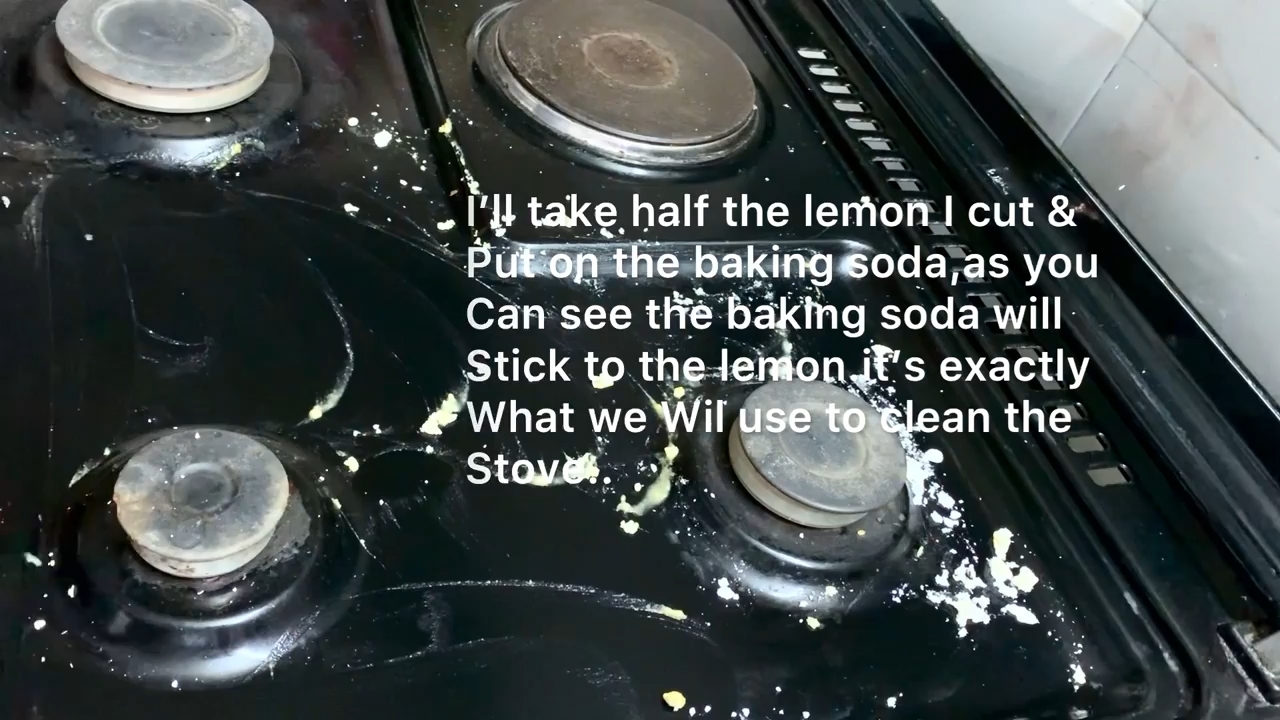 I’ll take half the lemon I cut &
Put on the baking soda,as you
Can see the baking soda will
Stick to the lemon it’s exactly
What we Wil use to clean the
Stove..